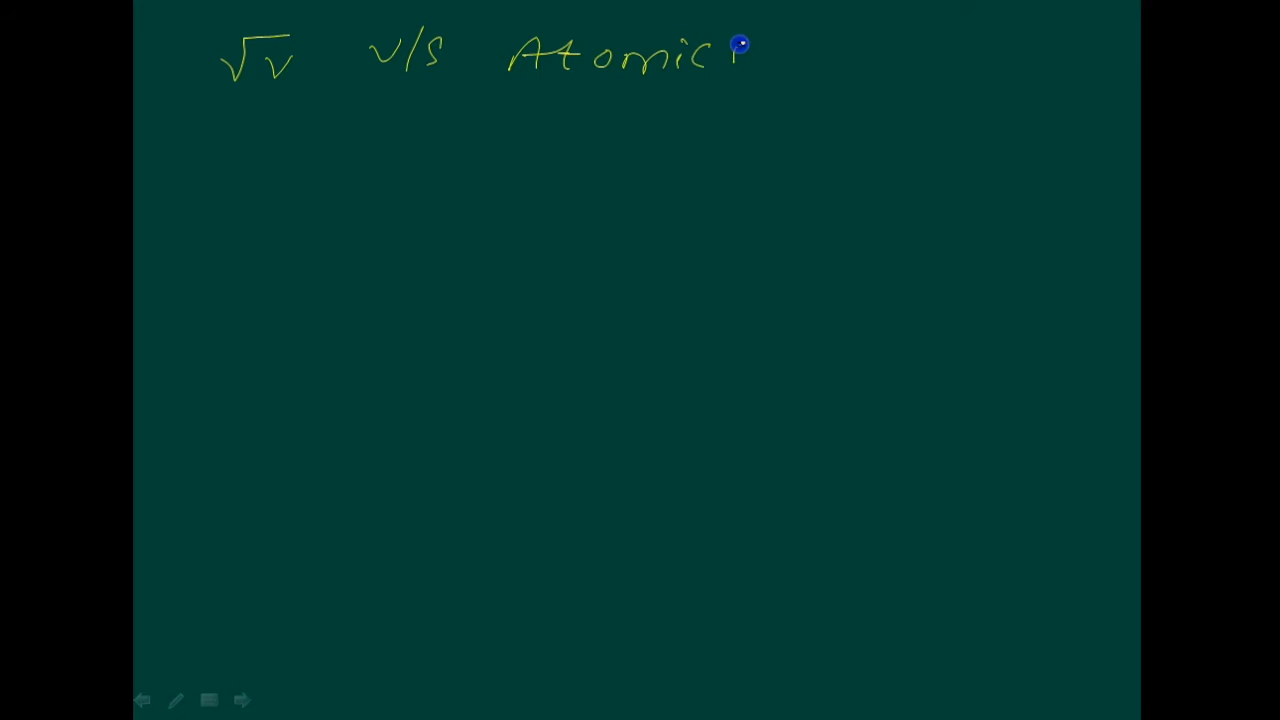 √ν v/s Atomic